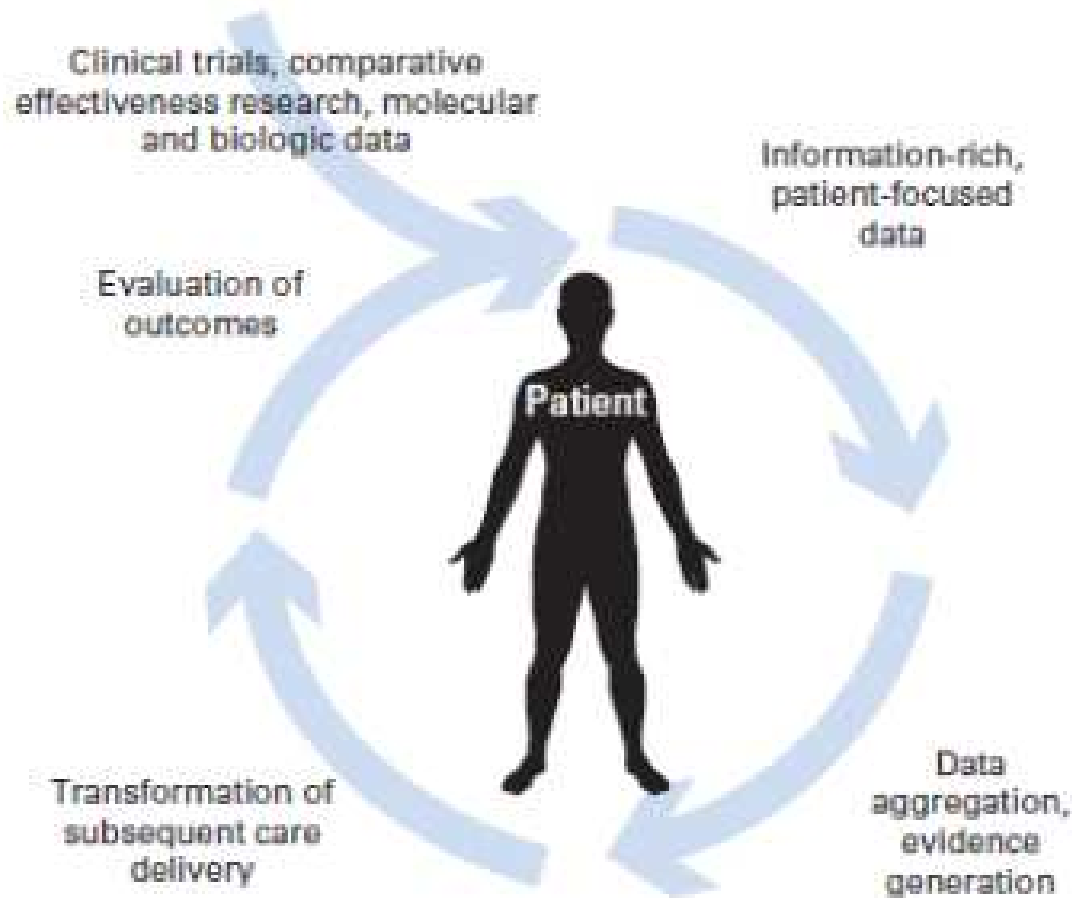 Clinical trials, comparative
effectiveness research, molecular
and biologic data
Information-rich,
patient-focused
data
Evaluation of
outcomes
Patient
Data
aggregation,
evidence
generation
Transformation of
subsequent care
delivery